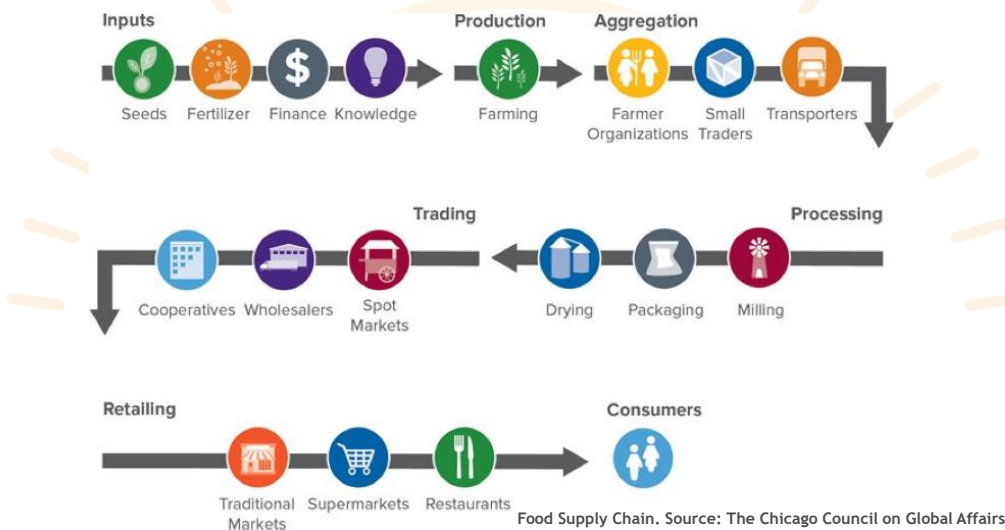 Inputs
Production
Aggregation
$
Seeds
Fertilizer
Finance
Knowledge
Farming
Farmer
Organizations
Small
Traders
Transporters
Processing
Trading
Milling
Packaging
Drying
Spot
Markets
Wholesalers
Cooperatives
Retailing
Consumers
Traditional
Markets
Supermarkets
Restaurants
Food Supply Chain. Source: The Chicago Council on Global Affairs